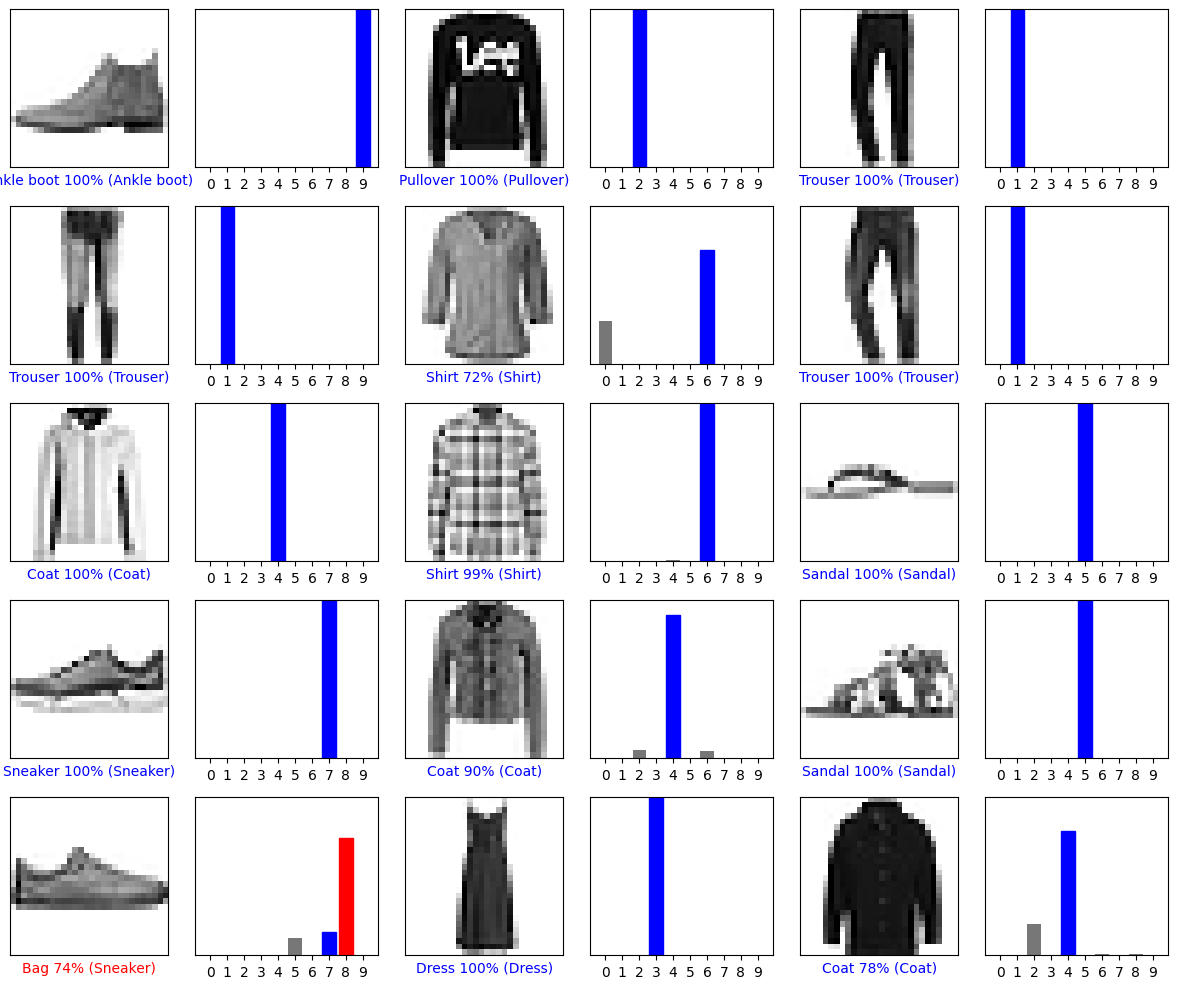 Lee
nkle boot 100% (Ankle boot)
0 1 2 3 4 5 6 7 8 9
Pullover 100% (Pullover)
0 1 2 3 4 5 6 7 8 9
Trouser 100% (Trouser)
0 1 2 3 4 5 6 7 8 9
Trouser 100% (Trouser)
0 1 2 3 4 5 6 7 8 9
Shirt 72% (Shirt)
0 1 2 3 4 5 6 7 8 9
Trouser 100% (Trouser)
0 1 2 3 4 5 6 7 8 9
Coat 100% (Coat)
0 1 2 3 4 5 6 7 8 9
Shirt 99% (Shirt)
0 1 2 3 4 5 6 7 8 9
Sandal 100% (Sandal)
0 1 2 3 4 5 6 7 8 9
Sneaker 100% (Sneaker)
0 1 2 3 4 5 6 7 8 9
Coat 90% (Coat)
0 1 2 3 4 5 6 7 8 9
Sandal 100% (Sandal)
0 1 2 3 4 5 6 7 8 9
Bag 74% (Sneaker)
0 1 2 3 4 5 6 7 8 9
Dress 100% (Dress)
0 1 2 3 4 5 6 7 8 9
Coat 78% (Coat)
0 1 2 3 4 5 6 7 8 9